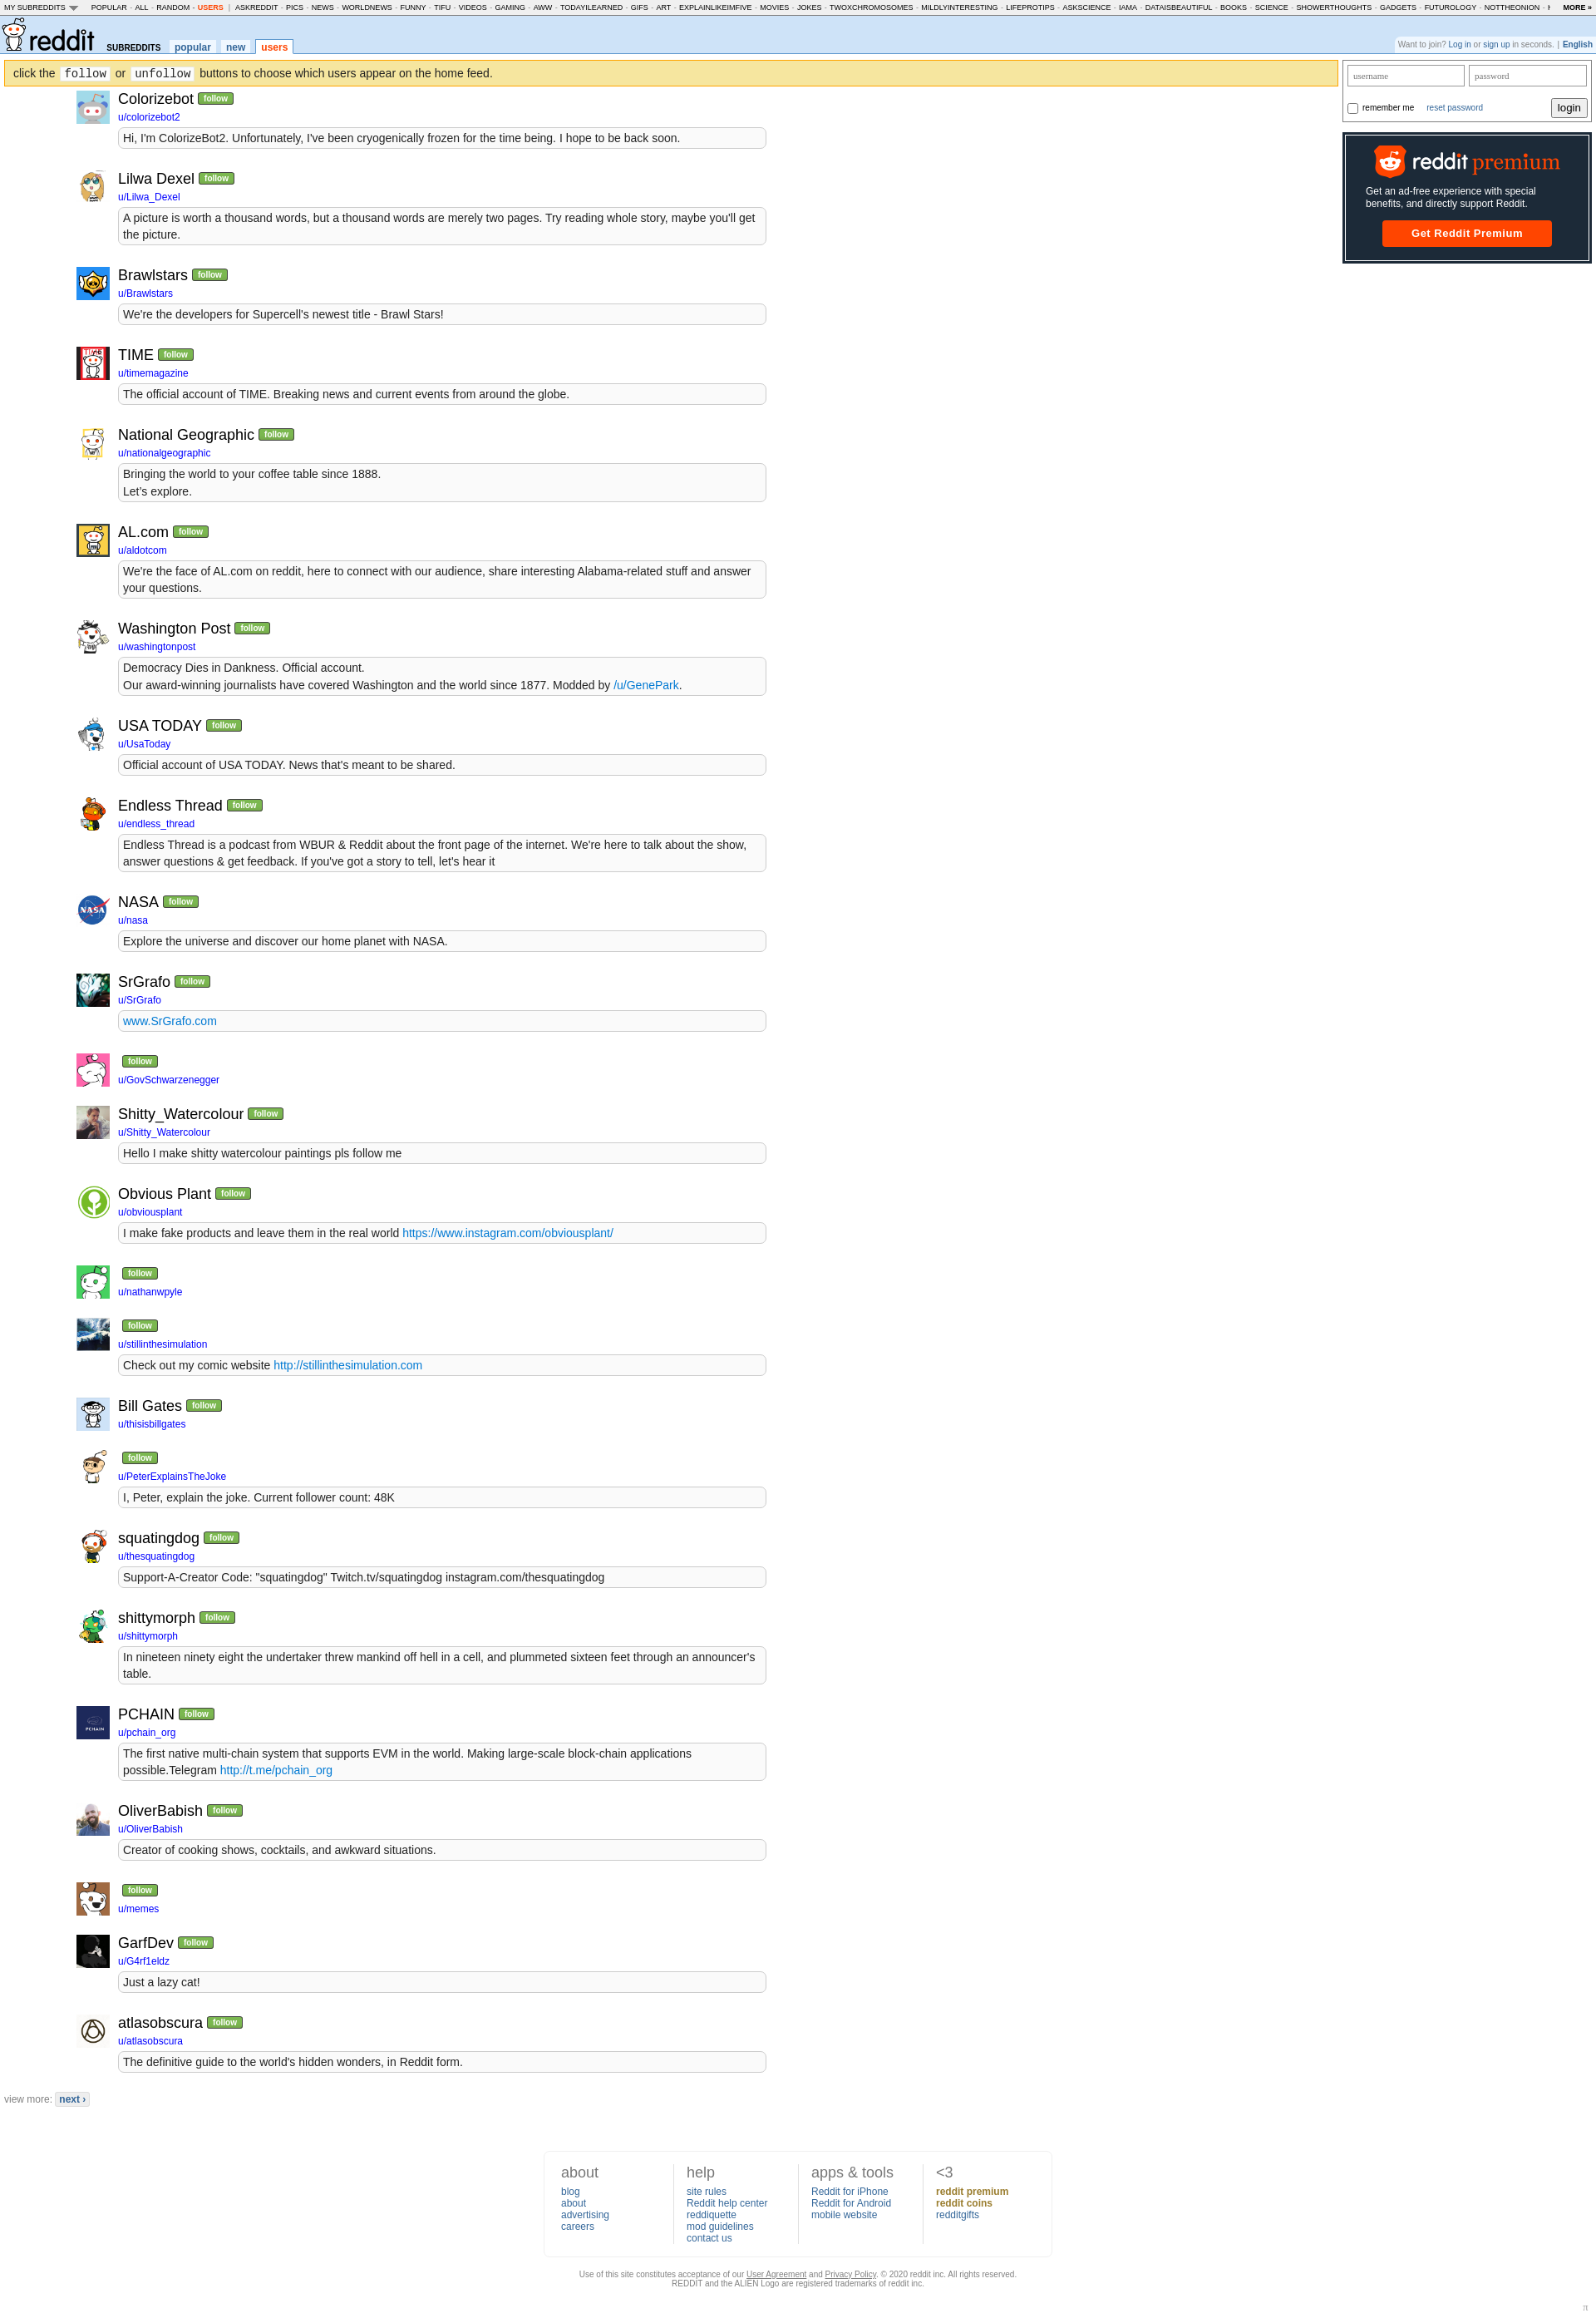 MY SUBREDDITS POPULAR - ALL - RANDOM - USERS | ASKREDDIT - PICS - NEWS - WORLDNEWS - FUNNY - TIFU - VIDEOS - GAMING - AWW - TODAYILEARNED - GIFS - ART - EXPLAINLIKEIMFIVE - MOVIES - JOKES - TWOXCHROMOSOMES - MILDLYINTERESTING - LIFEPROTIPS - ASKSCIENCE - IAMA - DATAISBEAUTIFUL - BOOKS - SCIENCE - SHOWERTHOUGHTS - GADGETS - FUTUROLOGY - NOTTHEONION - MORE »
reddit SUBREDDITS popular new users
Want to join? Log in or sign up in seconds. | English
click the follow or unfollow buttons to choose which users appear on the home feed.
username password
remember me reset password login
reddit premium
Get an ad-free experience with special
benefits, and directly support Reddit.
Get Reddit Premium
Colorizebot follow
u/colorizebot2
Hi, I'm ColorizeBot2. Unfortunately, I've been cryogenically frozen for the time being. I hope to be back soon.
Lilwa Dexel follow
u/Lilwa_Dexel
A picture is worth a thousand words, but a thousand words are merely two pages. Try reading whole story, maybe you'll get
the picture.
Brawlstars follow
u/Brawlstars
We're the developers for Supercell's newest title - Brawl Stars!
TIME follow
u/timemagazine
The official account of TIME. Breaking news and current events from around the globe.
National Geographic follow
u/nationalgeographic
Bringing the world to your coffee table since 1888.
Let's explore.
AL.com follow
u/aldotcom
We're the face of AL.com on reddit, here to connect with our audience, share interesting Alabama-related stuff and answer
your questions.
Washington Post follow
u/washingtonpost
Democracy Dies in Dankness. Official account.
Our award-winning journalists have covered Washington and the world since 1877. Modded by /u/GenePark.
USA TODAY follow
u/UsaToday
Official account of USA TODAY. News that's meant to be shared.
Endless Thread follow
u/endless_thread
Endless Thread is a podcast from WBUR & Reddit about the front page of the internet. We're here to talk about the show,
answer questions & get feedback. If you've got a story to tell, let's hear it
NASA
NASA follow
u/nasa
Explore the universe and discover our home planet with NASA.
SrGrafo follow
u/SrGrafo
www.SrGrafo.com
follow
u/GovSchwarzenegger
Shitty_Watercolour follow
u/Shitty_Watercolour
Hello I make shitty watercolour paintings pls follow me
Obvious Plant follow
u/obviousplant
I make fake products and leave them in the real world https://www.instagram.com/obviousplant/
follow
u/nathanwpyle
follow
u/stillinthesimulation
Check out my comic website http://stillinthesimulation.com
Bill Gates follow
u/thisisbillgates
follow
u/PeterExplainsTheJoke
I, Peter, explain the joke. Current follower count: 48K
squatingdog follow
u/thesquatingdog
Support-A-Creator Code: "squatingdog" Twitch.tv/squatingdog instagram.com/thesquatingdog
shittymorph follow
u/shittymorph
In nineteen ninety eight the undertaker threw mankind off hell in a cell, and plummeted sixteen feet through an announcer's
table.
PCHAIN
PCHAIN follow
u/pchain_org
The first native multi-chain system that supports EVM in the world. Making large-scale block-chain applications
possible.Telegram http://t.me/pchain_org
OliverBabish follow
u/OliverBabish
Creator of cooking shows, cocktails, and awkward situations.
follow
u/memes
GarfDev follow
u/G4rf1eldz
Just a lazy cat!
atlasobscura follow
u/atlasobscura
The definitive guide to the world's hidden wonders, in Reddit form.
view more: next ›
about
blog
about
advertising
careers
help
site rules
Reddit help center
reddiquette
mod guidelines
contact us
apps & tools
Reddit for iPhone
Reddit for Android
mobile website
<3
reddit premium
reddit coins
redditgifts
Use of this site constitutes acceptance of our User Agreement and Privacy Policy. © 2020 reddit inc. All rights reserved.
REDDIT and the ALIEN Logo are registered trademarks of reddit inc.
π